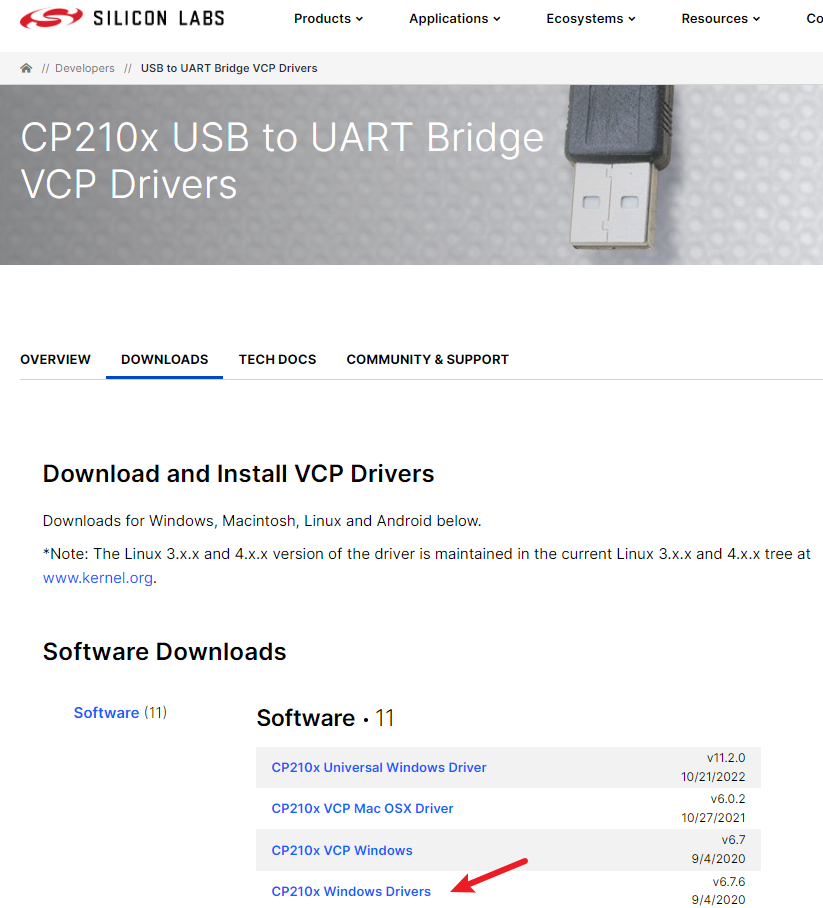 SILICON LABS
Products
Applications
Ecosystems
Resources
Co
// Developers // USB to UART Bridge VCP Drivers
CP210x USB to UART Bridge
VCP Drivers
OVERVIEW
DOWNLOADS
TECH DOCS
COMMUNITY & SUPPORT
Download and Install VCP Drivers
Downloads for Windows, Macintosh, Linux and Android below.
*Note: The Linux 3.x.x and 4.x.x version of the driver is maintained in the current Linux 3.x.x and 4.x.x tree at
www.kernel.org.
Software Downloads
Software (11)
Software • 11
CP210x Universal Windows Driver
v11.2.0
10/21/2022
CP210x VCP Mac OSX Driver
v6.0.2
10/27/2021
CP210x VCP Windows
v6.7
9/4/2020
CP210x Windows Drivers
v6.7.6
9/4/2020